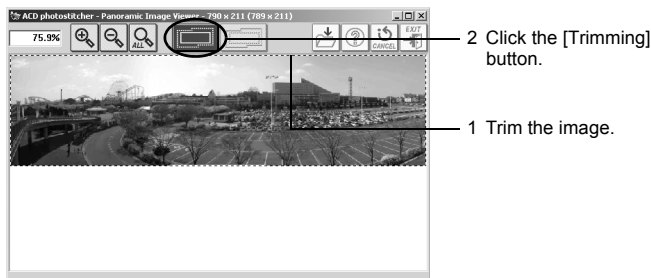 ACD photostitcher - Panoramic Image Viewer - 790 x 211 (789 x 211)
75.9%
ALL
CANCEL
EXIT
2 Click the [Trimming]
button.
1 Trim the image.